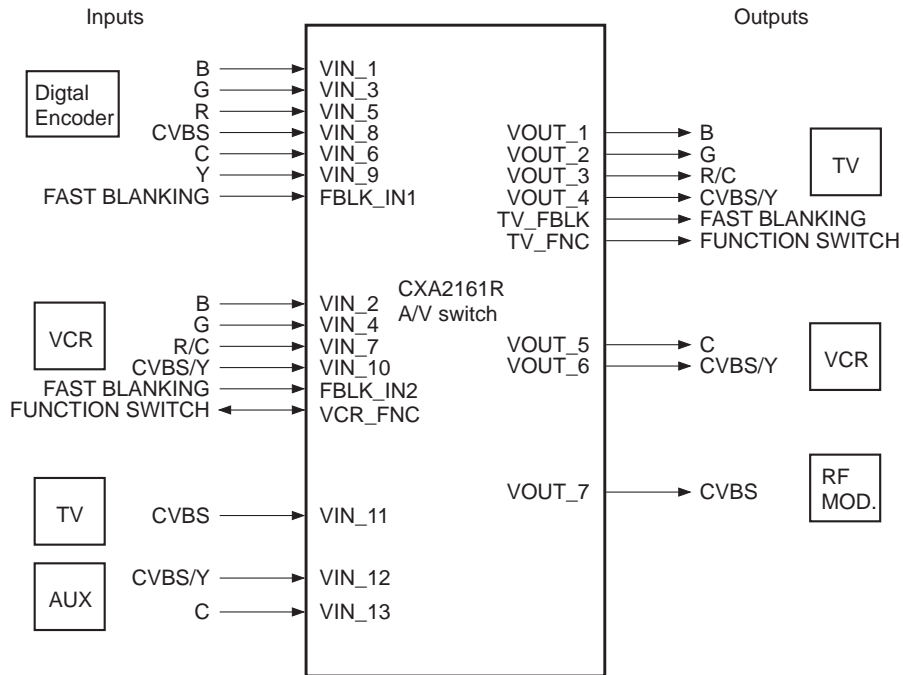 Inputs
Outputs
Digtal
Encoder
B
VIN_1
G
VIN_3
R
VIN_5
CVBS
VIN_8
C
VIN_6
Y
VIN_9
FAST BLANKING
FBLK_IN1
VOUT_1
B
VOUT_2
G
VOUT_3
R/C
VOUT_4
CVBS/Y
TV_FBLK
FAST BLANKING
TV_FNC
FUNCTION SWITCH
TV
CXA2161R
A/V switch
VCR
B
VIN_2
G
VIN_4
R/C
VIN_7
CVBS/Y
VIN_10
FAST BLANKING
FBLK_IN2
FUNCTION SWITCH
VCR_FNC
VOUT_5
C
VOUT_6
CVBS/Y
VCR
TV
CVBS
VIN_11
VOUT_7
CVBS
RF
MOD.
AUX
CVBS/Y
VIN_12
C
VIN_13